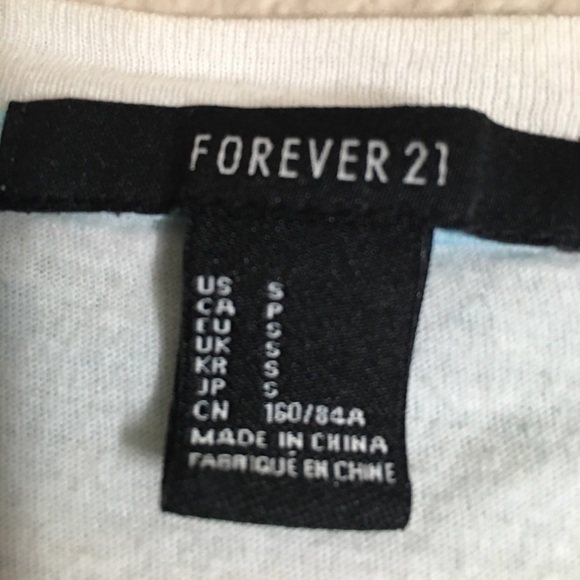 FOREVER 21
US S
CA P
EU S
UK S
KR S
JP S
CN 160/84A
MADE IN CHINA
FABRIQUÉ EN CHINE